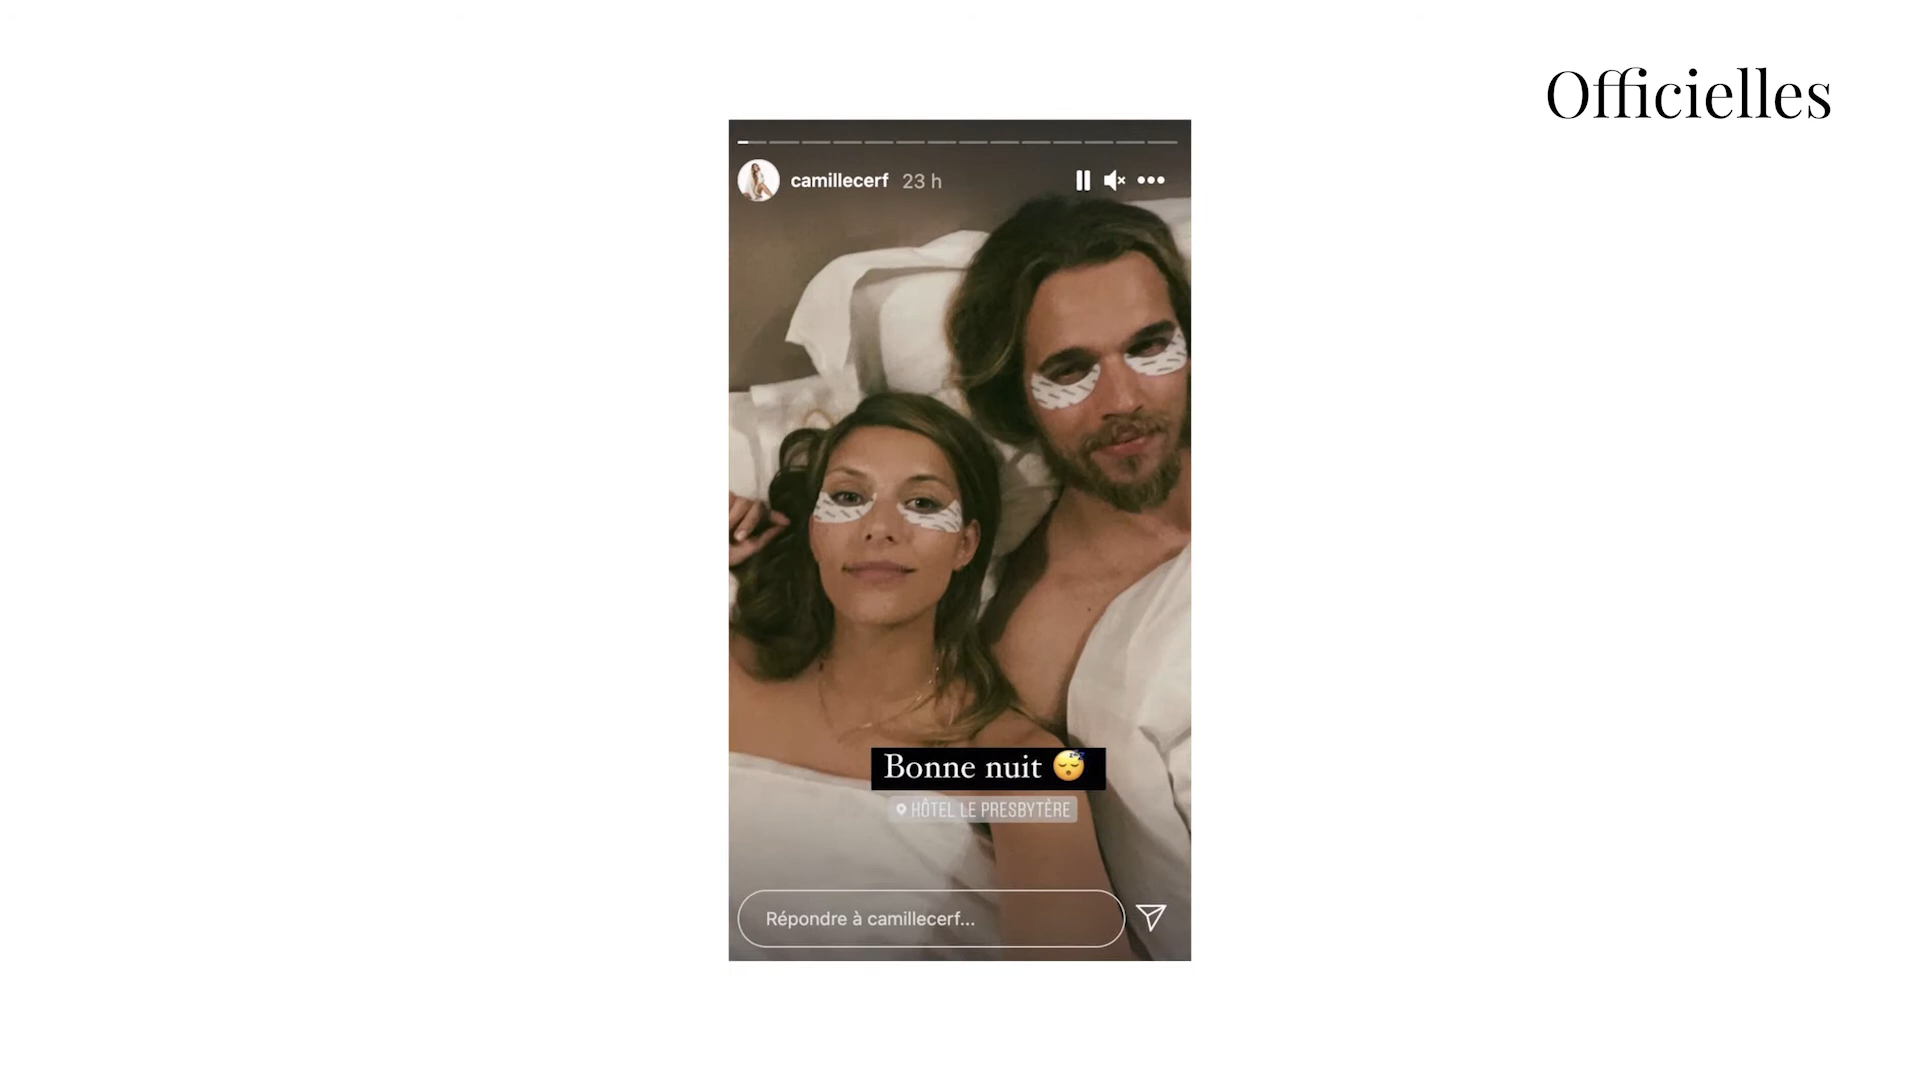 Officielles
camillecerf 23 h
Bonne nuit 😴
HÔTEL LE PRESBYTÈRE
Répondre à camillecerf...